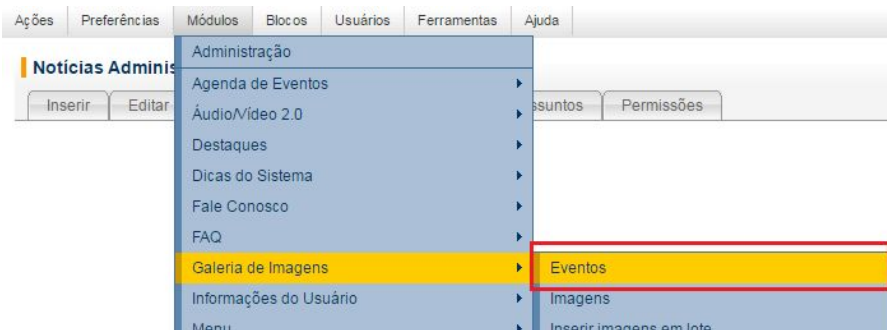 Ações Preferências Módulos Blocos Usuários Ferramentas Ajuda
Administração
Notícias Adminis
Agenda de Eventos
Inserir Editar ssuntos Permissões
Áudio/Vídeo 2.0
Destaques
Dicas do Sistema
Fale Conosco
FAQ
Galeria de Imagens Eventos
Informações do Usuário Imagens
Menu Inserir imagens em lote